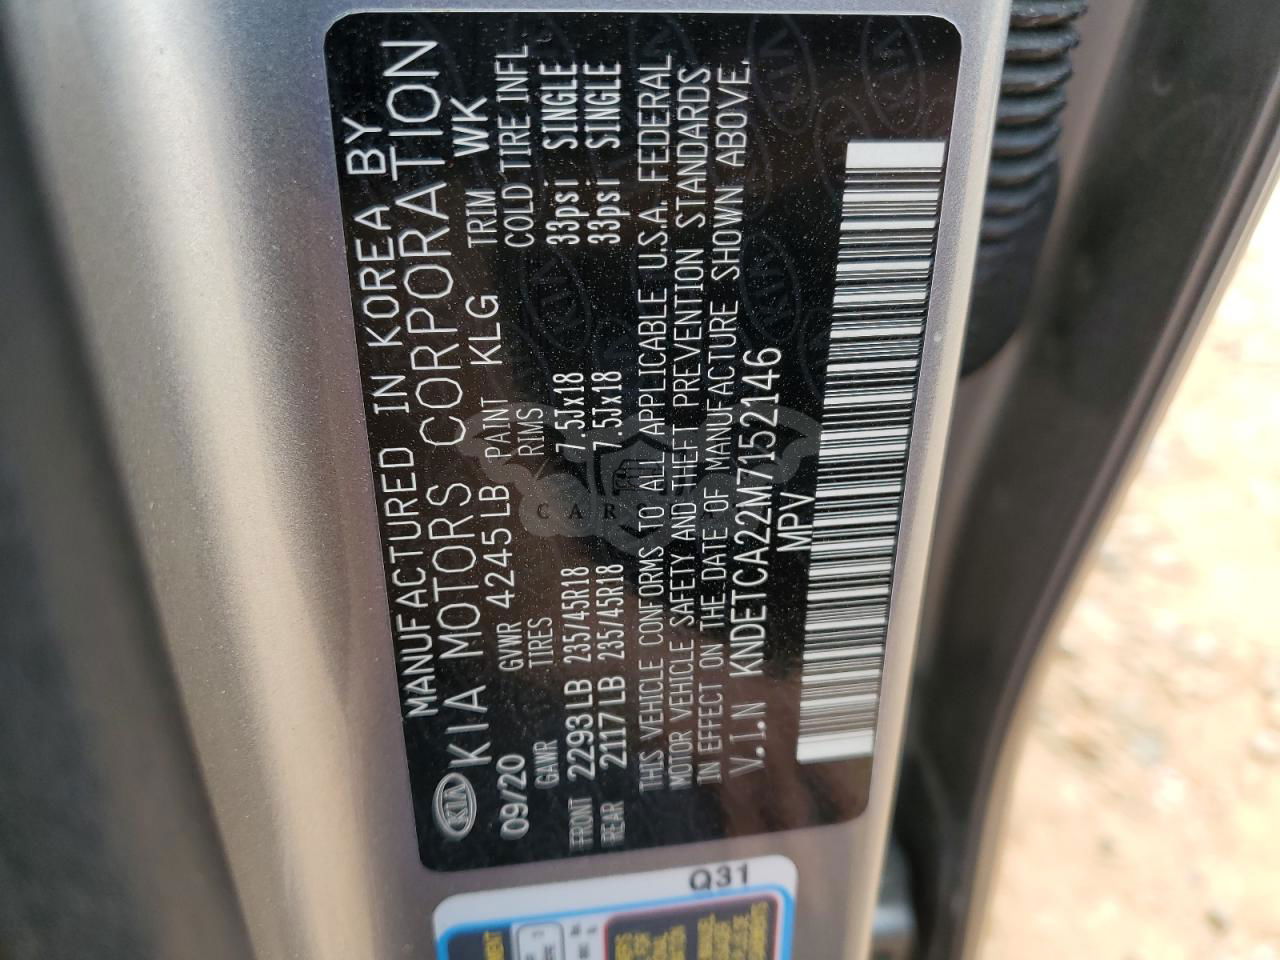 MANUFACTURED IN KOREA BY
KIA KIA MOTORS CORPORATION
09/20 GVWR 4245LB PAINT KLG TRIM WK
GAWR TIRES RIMS COLD TIRE INFL
FRONT 2293LB 235/45R18 7.5Jx18 33psi SINGLE
REAR 2117LB 235/45R18 7.5Jx18 33psi SINGLE
THIS VEHICLE CONFORMS TO ALL APPLICABLE U.S.A. FEDERAL
MOTOR VEHICLE SAFETY AND THEFT PREVENTION STANDARDS
IN EFFECT ON THE DATE OF MANUFACTURE SHOWN ABOVE.
V.I.N KNDETCA22M7152146
MPV
Q31